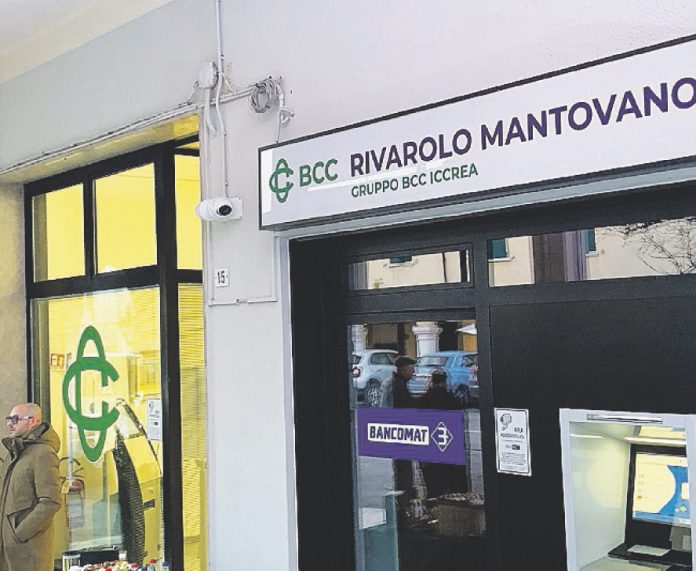 BCC RIVAROLO MANTOVANO
GRUPPO BCC ICCREA
15
BANCOMAT